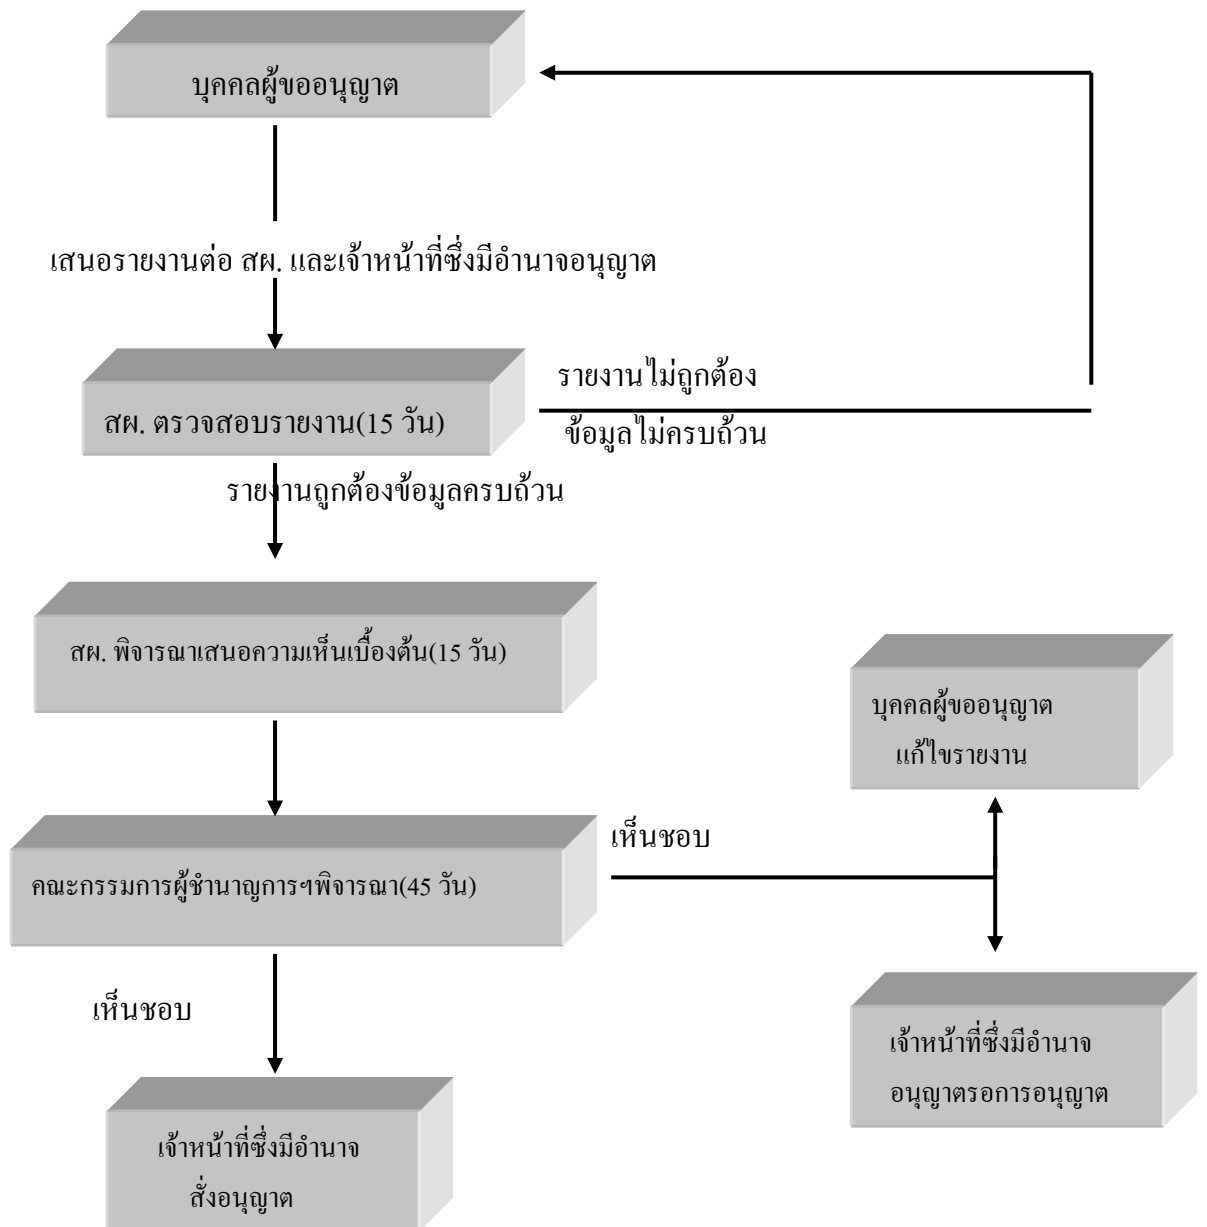 บุคคลผู้ขออนุญาต
เสนอรายงานต่อ สผ. และเจ้าหน้าที่ซึ่งมีอำนาจอนุญาต
สผ. ตรวจสอบรายงาน(15 วัน)
รายงานไม่ถูกต้อง
ข้อมูลไม่ครบถ้วน
รายงานถูกต้องข้อมูลครบถ้วน
สผ. พิจารณาเสนอความเห็นเบื้องต้น(15 วัน)
บุคคลผู้ขออนุญาต
แก้ไขรายงาน
เห็นชอบ
คณะกรรมการผู้ชำนาญการฯพิจารณา(45 วัน)
เห็นชอบ
เจ้าหน้าที่ซึ่งมีอำนาจ
อนุญาตรอการอนุญาต
เจ้าหน้าที่ซึ่งมีอำนาจ
สั่งอนุญาต